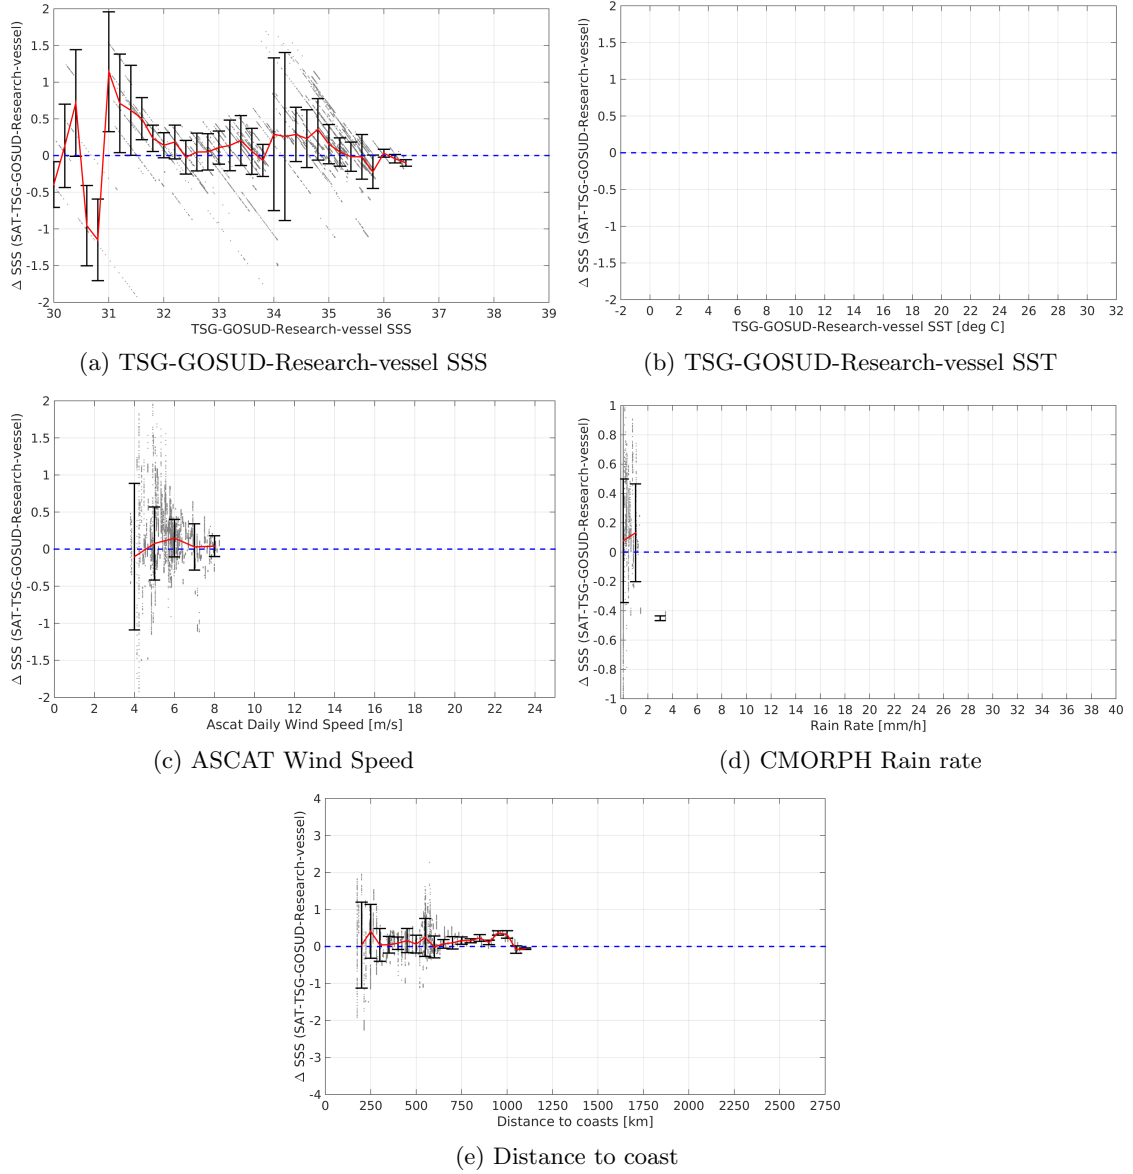 2
1.5
1
0.5
0
-0.5
-1
-1.5
-2
Δ SSS (SAT-TSG-GOSUD-Research-vessel)
30 31 32 33 34 35 36 37 38 39
TSG-GOSUD-Research-vessel SSS
(a) TSG-GOSUD-Research-vessel SSS
2
1.5
1
0.5
0
-0.5
-1
-1.5
-2
Δ SSS (SAT-TSG-GOSUD-Research-vessel)
-2 0 2 4 6 8 10 12 14 16 18 20 22 24 26 28 30 32
TSG-GOSUD-Research-vessel SST [deg C]
(b) TSG-GOSUD-Research-vessel SST
2
1.5
1
0.5
0
-0.5
-1
-1.5
-2
Δ SSS (SAT-TSG-GOSUD-Research-vessel)
0 2 4 6 8 10 12 14 16 18 20 22 24
Ascat Daily Wind Speed [m/s]
(c) ASCAT Wind Speed
1
0.8
0.6
0.4
0.2
0
-0.2
-0.4
-0.6
-0.8
-1
Δ SSS (SAT-TSG-GOSUD-Research-vessel)
0 2 4 6 8 10 12 14 16 18 20 22 24 26 28 30 32 34 36 38 40
Rain Rate [mm/h]
(d) CMORPH Rain rate
4
3
2
1
0
-1
-2
-3
-4
Δ SSS (SAT-TSG-GOSUD-Research-vessel)
0 250 500 750 1000 1250 1500 1750 2000 2250 2500 2750
Distance to coasts [km]
(e) Distance to coast